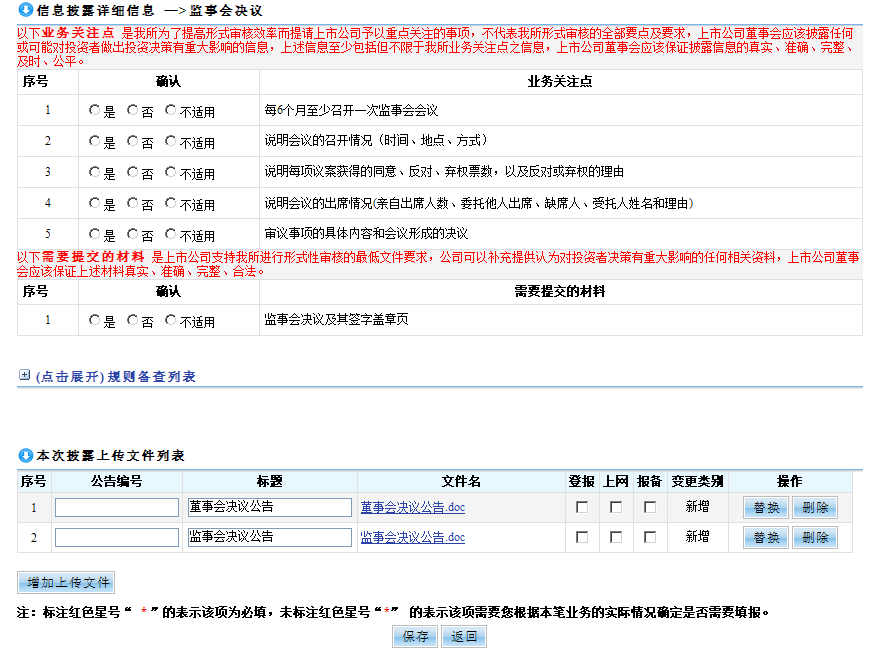 信息披露详细信息 —>监事会决议
以下业务关注点 是我所为了提高形式审核效率而提请上市公司予以重点关注的事项，不代表我所形式审核的全部要点及要求，上市公司董事会应该披露任何
或可能对投资者做出投资决策有重大影响的信息，上述信息至少包括但不限于我所业务关注点之信息，上市公司董事会应该保证披露信息的真实、准确、完整、
及时、公平。
序号 确认 业务关注点
1 是 否 不适用 每6个月至少召开一次监事会会议
2 是 否 不适用 说明会议的召开情况（时间、地点、方式）
3 是 否 不适用 说明每项议案获得的同意、反对、弃权票数，以及反对或弃权的理由
4 是 否 不适用 说明会议的出席情况(亲自出席人数、委托他人出席、缺席人、受托人姓名和理由)
5 是 否 不适用 审议事项的具体内容和会议形成的决议
以下需要提交的材料 是上市公司支持我所进行形式性审核的最低文件要求，公司可以补充提供认为对投资者决策有重大影响的任何相关资料，上市公司董事
会应该保证上述材料真实、准确、完整、合法。
序号 确认 需要提交的材料
1 是 否 不适用 监事会决议及其签字盖章页
(点击展开)规则备查列表
本次披露上传文件列表
序号 公告编号 标题 文件名 登报 上网 报备 变更类别 操作
1 董事会决议公告 董事会决议公告.doc 新增 替换 删除
2 监事会决议公告 监事会决议公告.doc 新增 替换 删除
增加上传文件
注：标注红色星号“ * ”的表示该项为必填，未标注红色星号“*” 的表示该项需要您根据本笔业务的实际情况确定是否需要填报。
保存 返回